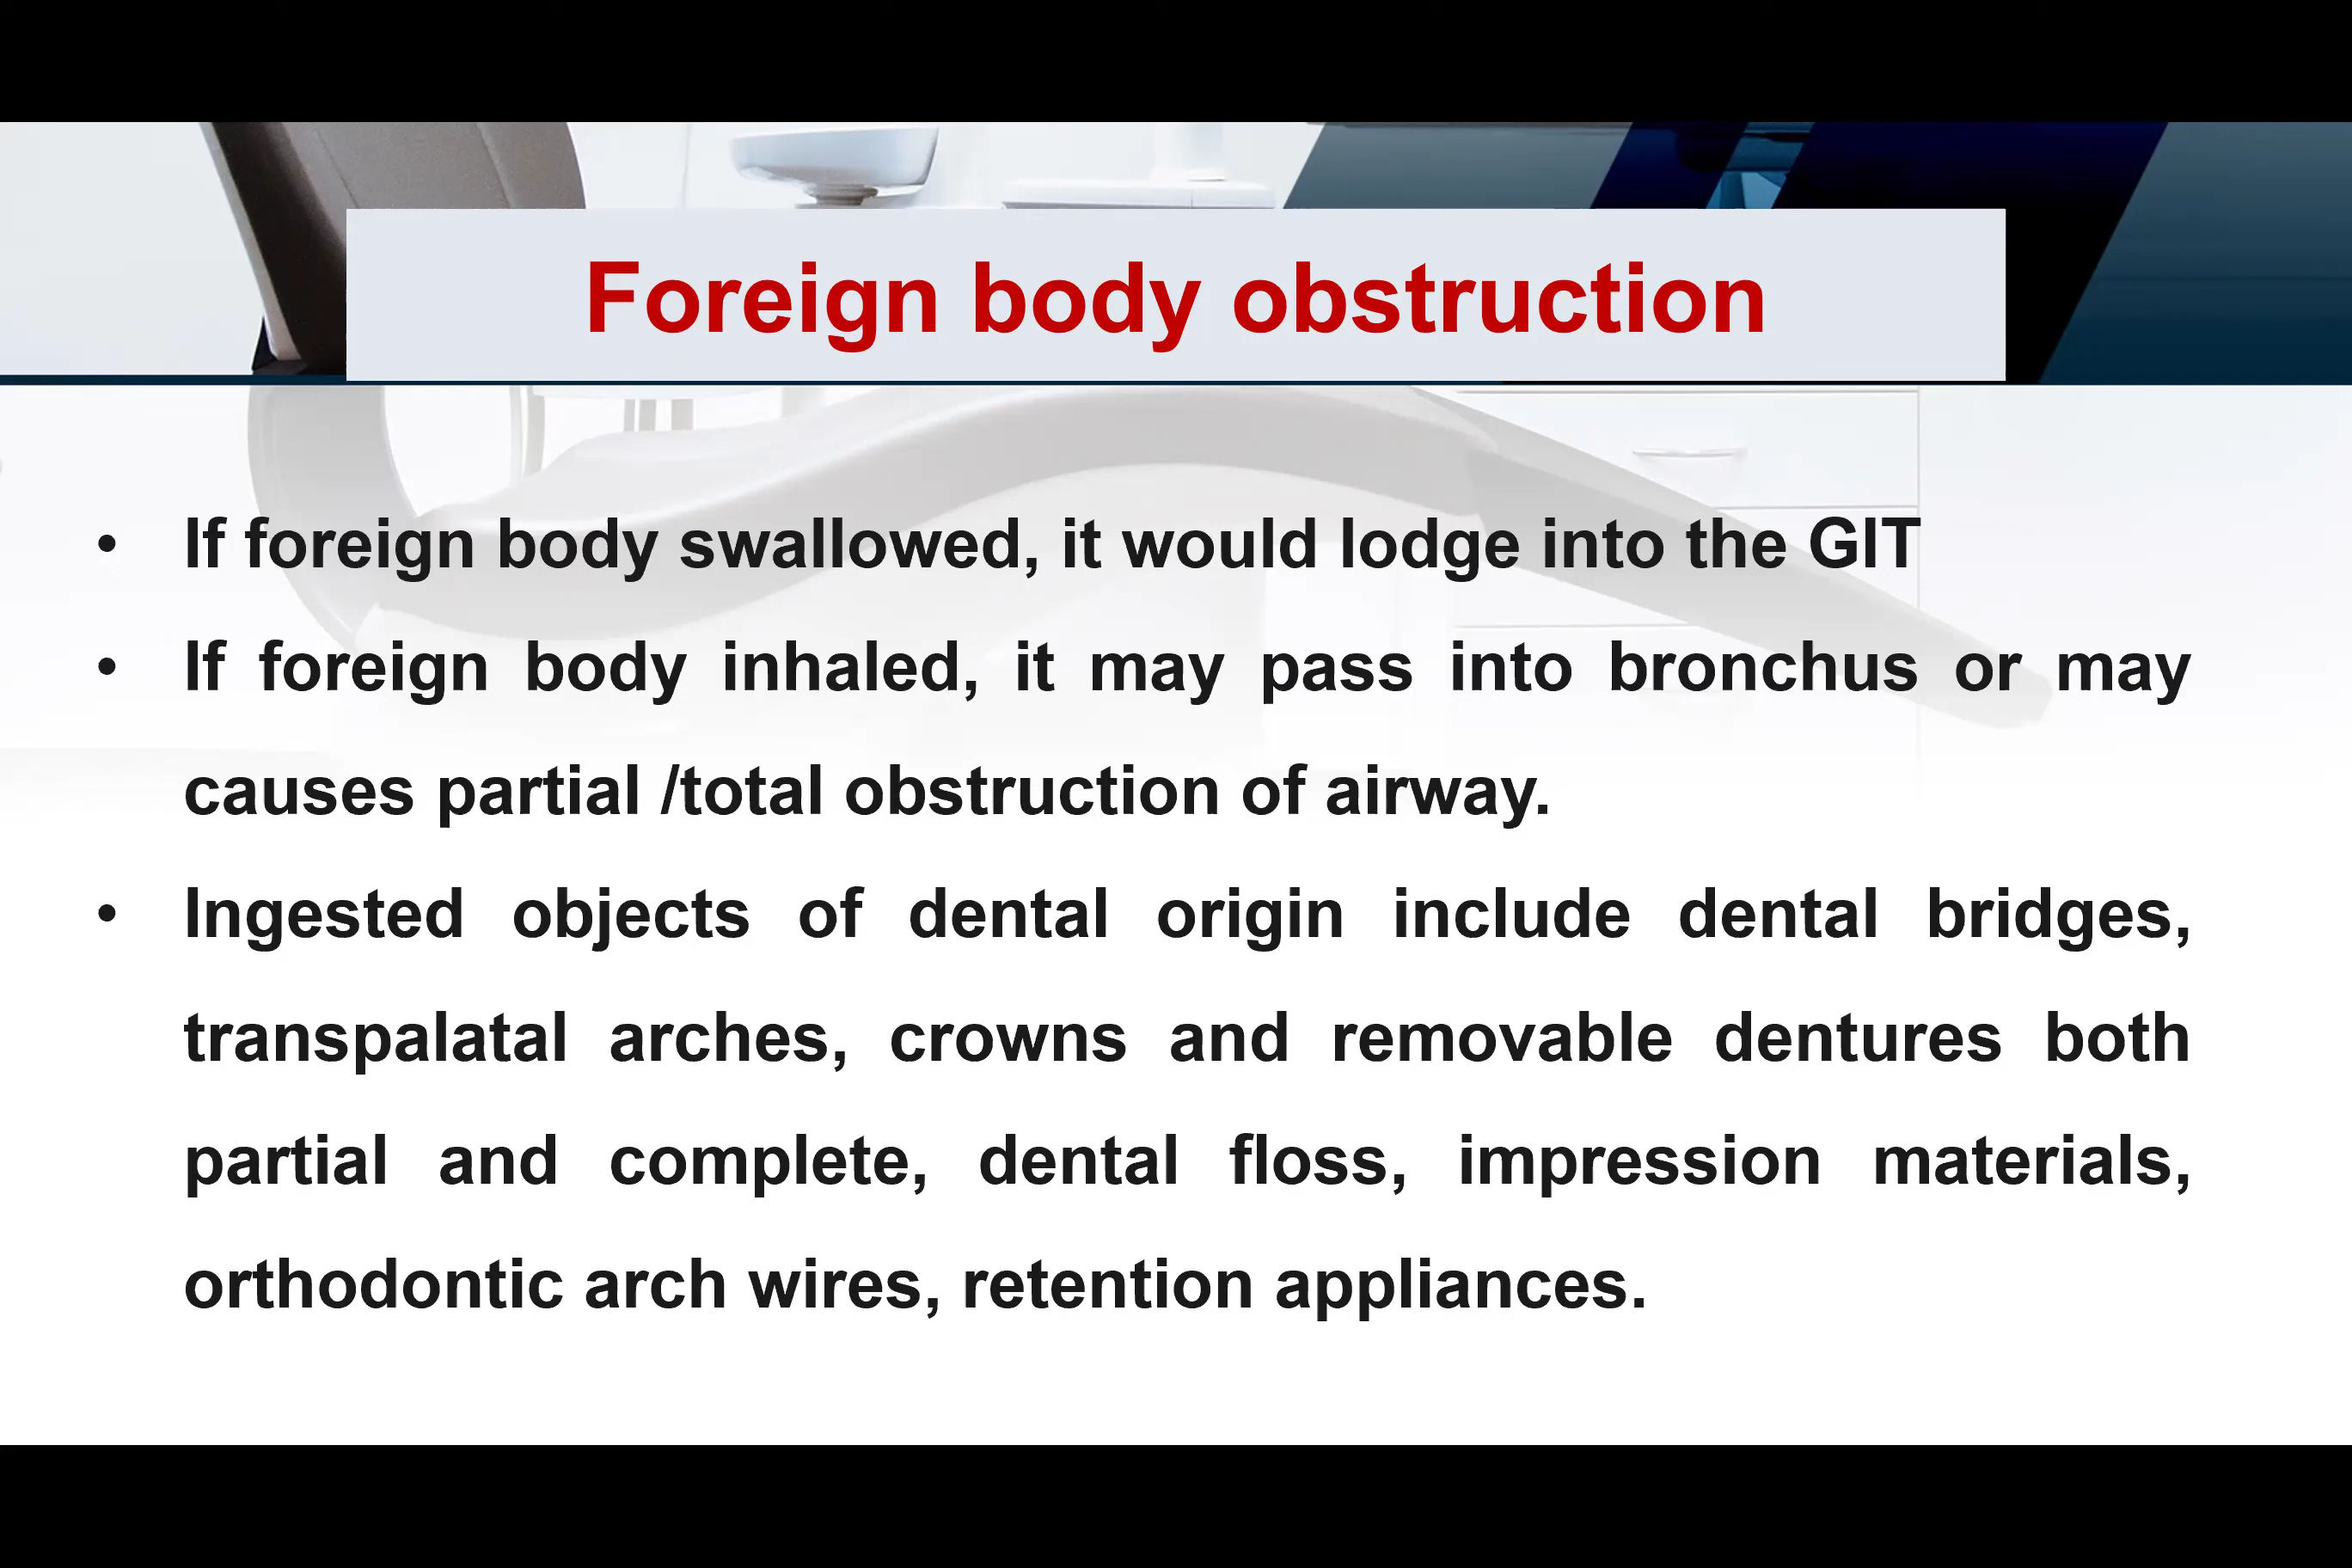 Foreign body obstruction
• If foreign body swallowed, it would lodge into the GIT
• If foreign body inhaled, it may pass into bronchus or may
causes partial /total obstruction of airway.
• Ingested objects of dental origin include dental bridges,
transpalatal arches, crowns and removable dentures both
partial and complete, dental floss, impression materials,
orthodontic arch wires, retention appliances.